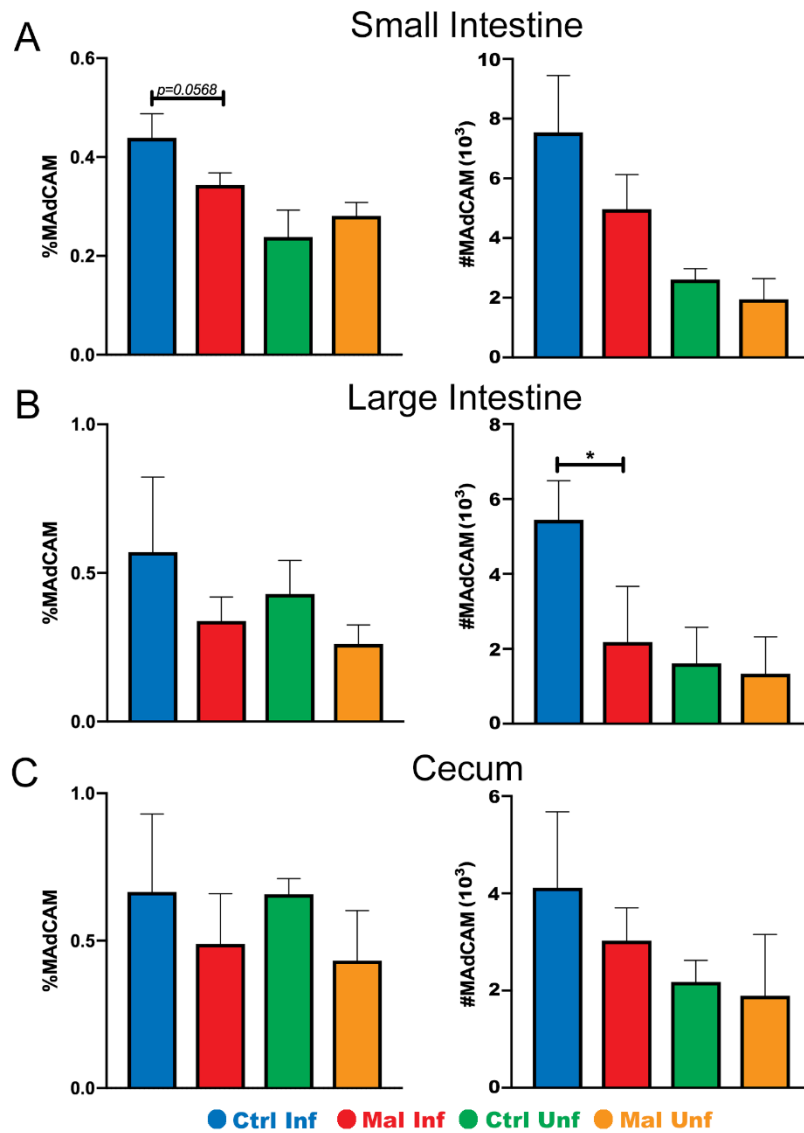 A
Small Intestine
%MAdCAM
0.6
0.4
0.2
0.0
p=0.0568
#MAdCAM (10³)
10
8
6
4
2
0
B
Large Intestine
%MAdCAM
1.0
0.5
0.0
#MAdCAM (10³)
8
6
4
2
0
*
C
Cecum
%MAdCAM
1.0
0.5
0.0
#MAdCAM (10³)
6
4
2
0
Ctrl Inf Mal Inf Ctrl Unf Mal Unf